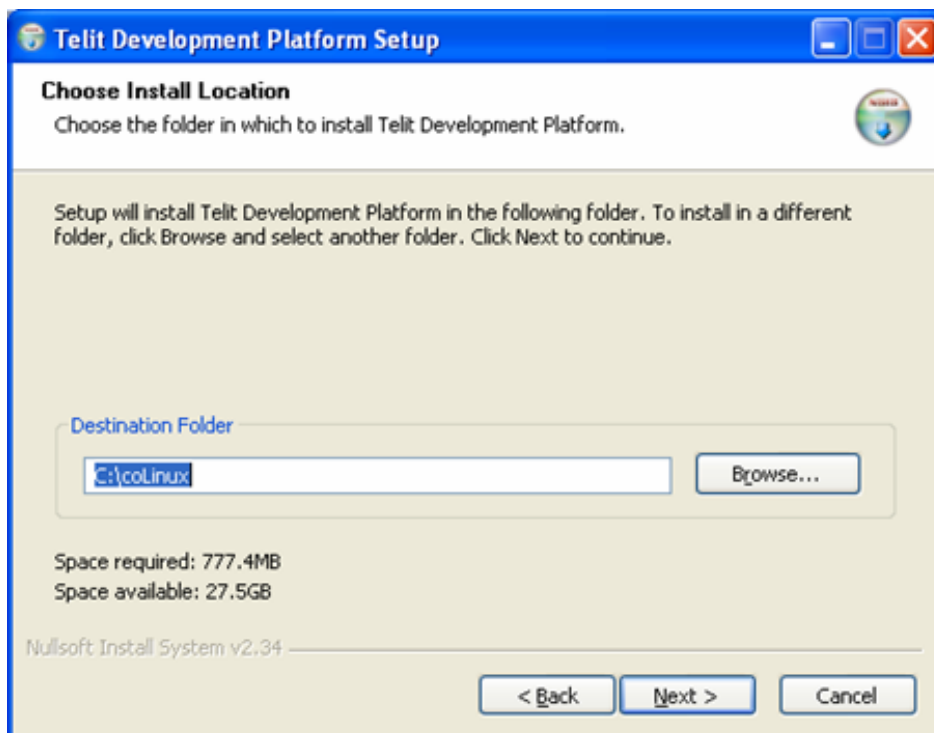 Telit Development Platform Setup
Choose Install Location
Choose the folder in which to install Telit Development Platform.
Setup will install Telit Development Platform in the following folder. To install in a different
folder, click Browse and select another folder. Click Next to continue.
Destination Folder
C:\coLinux
Browse...
Space required: 777.4MB
Space available: 27.5GB
Nullsoft Install System v2.34
< Back
Next >
Cancel